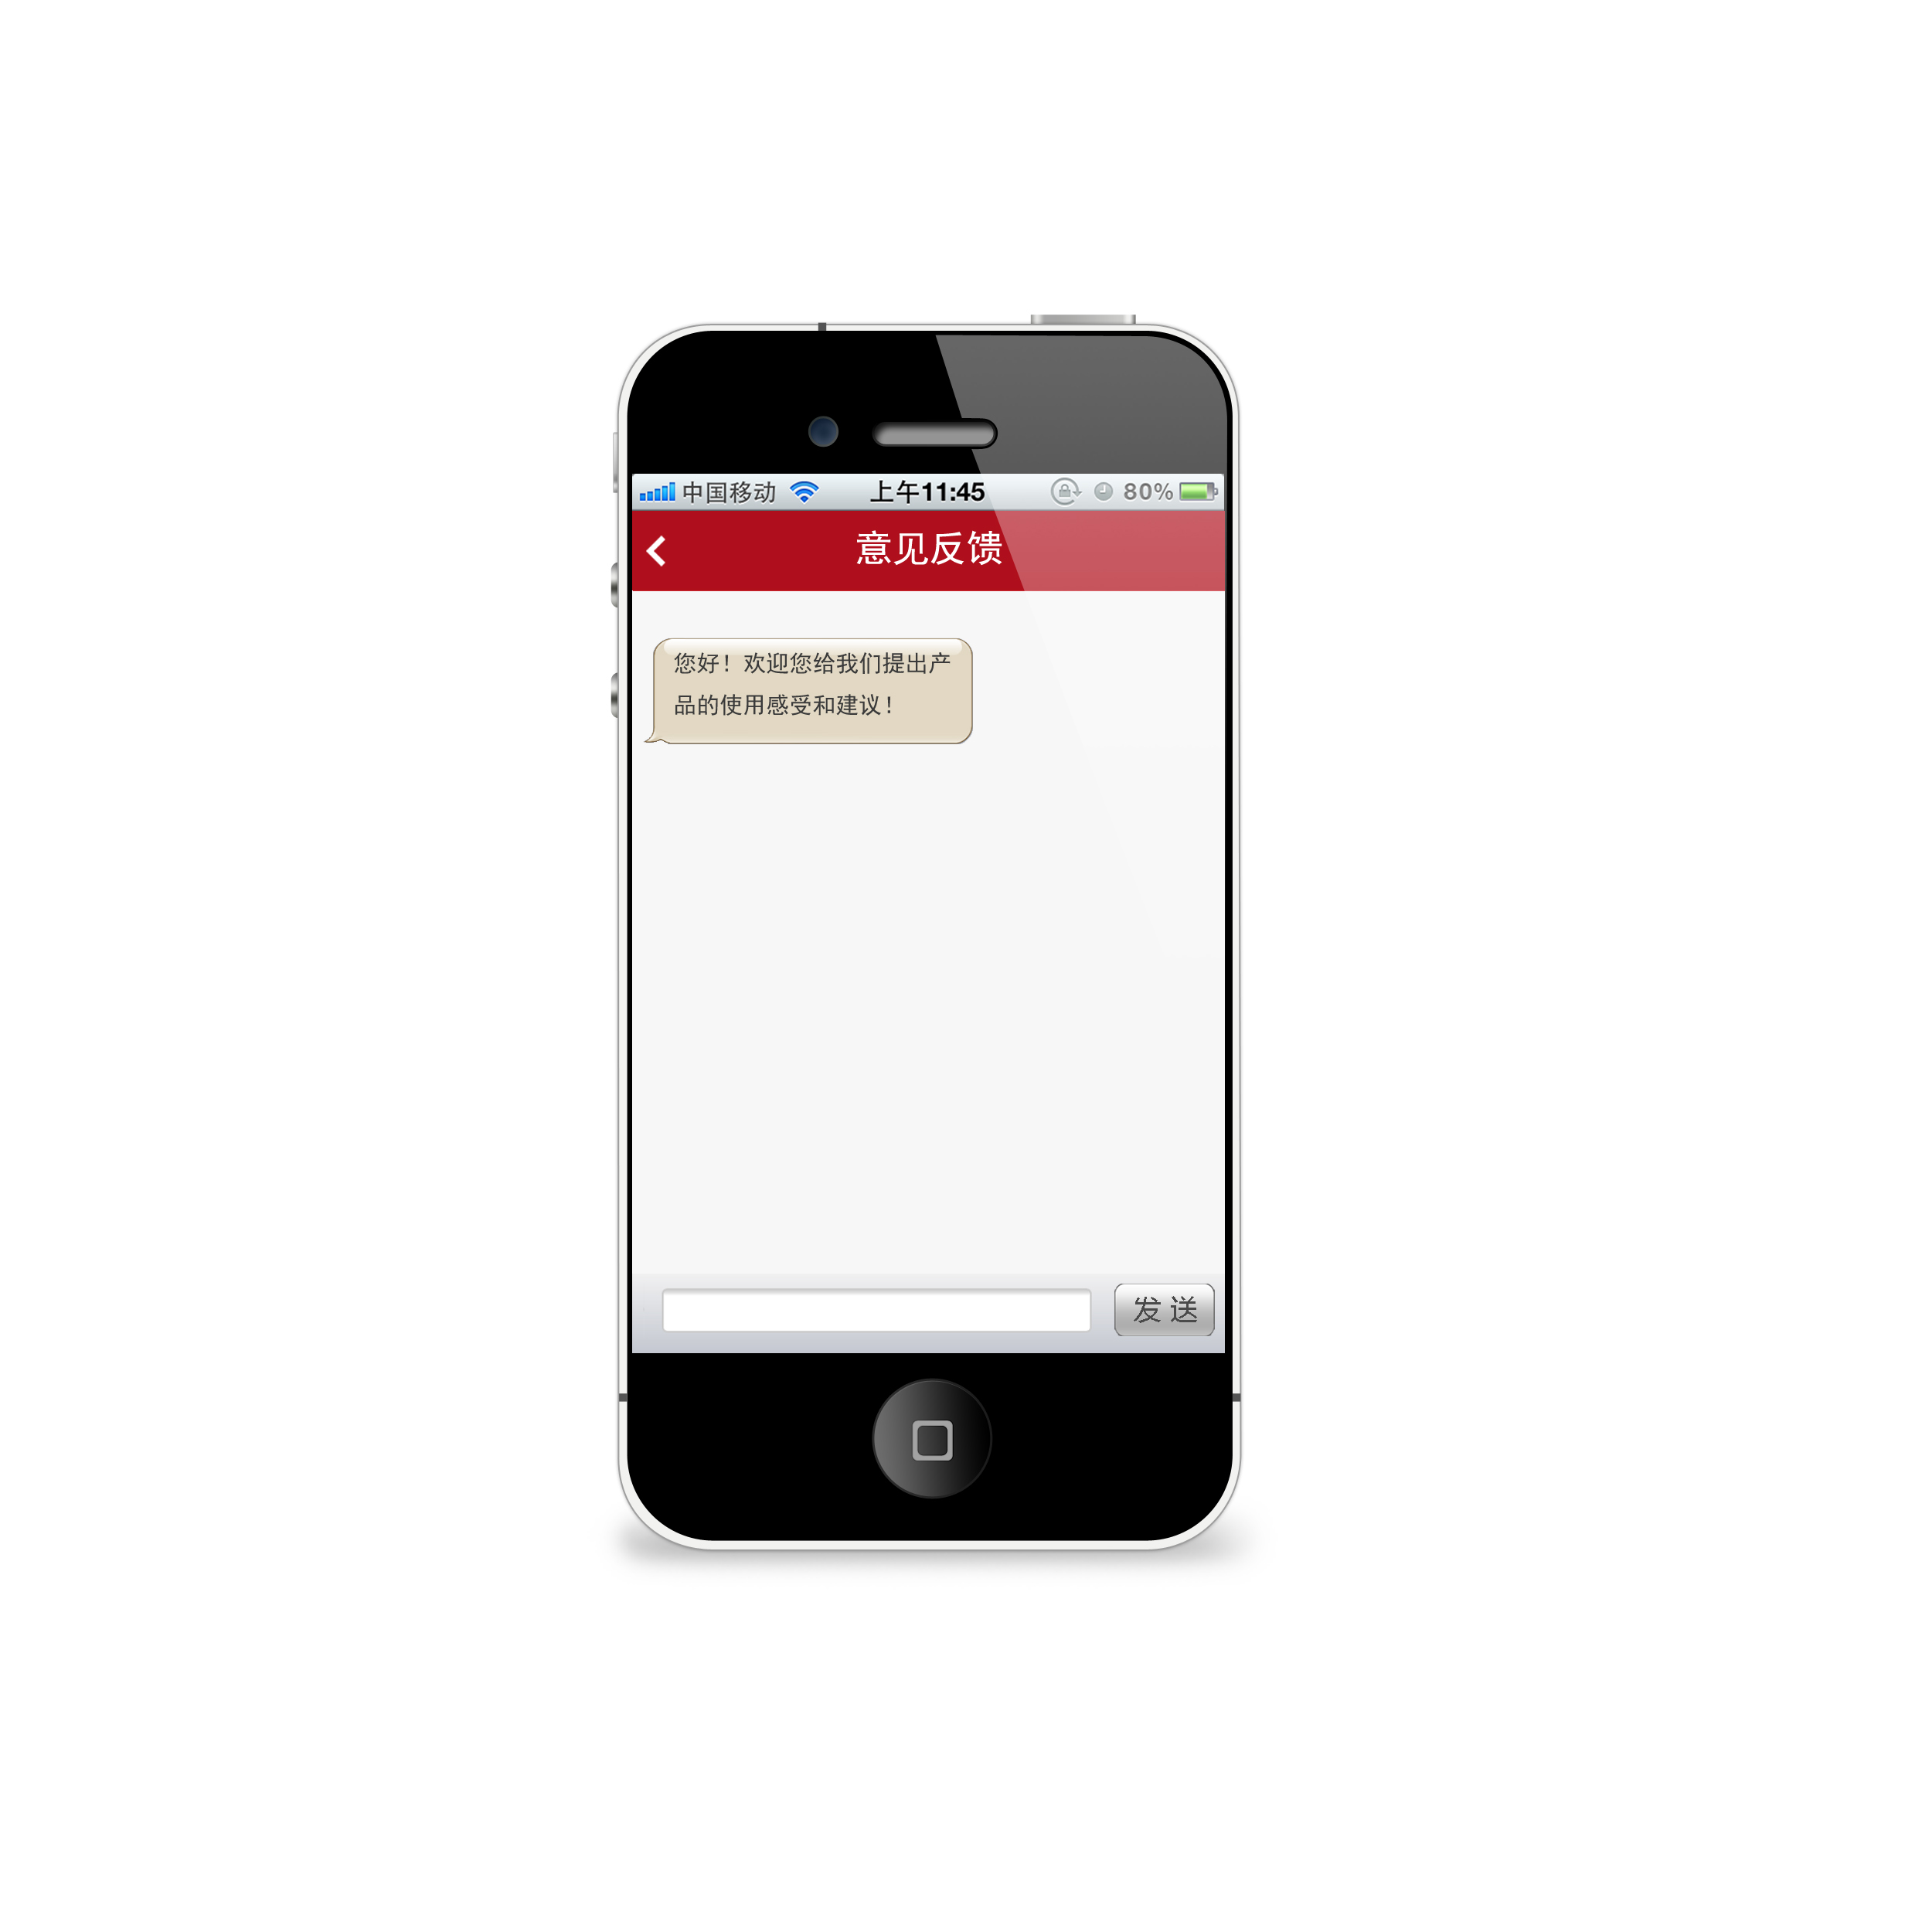 中国移动 上午11:45 80%
意见反馈
您好！欢迎您给我们提出产
品的使用感受和建议！
发送